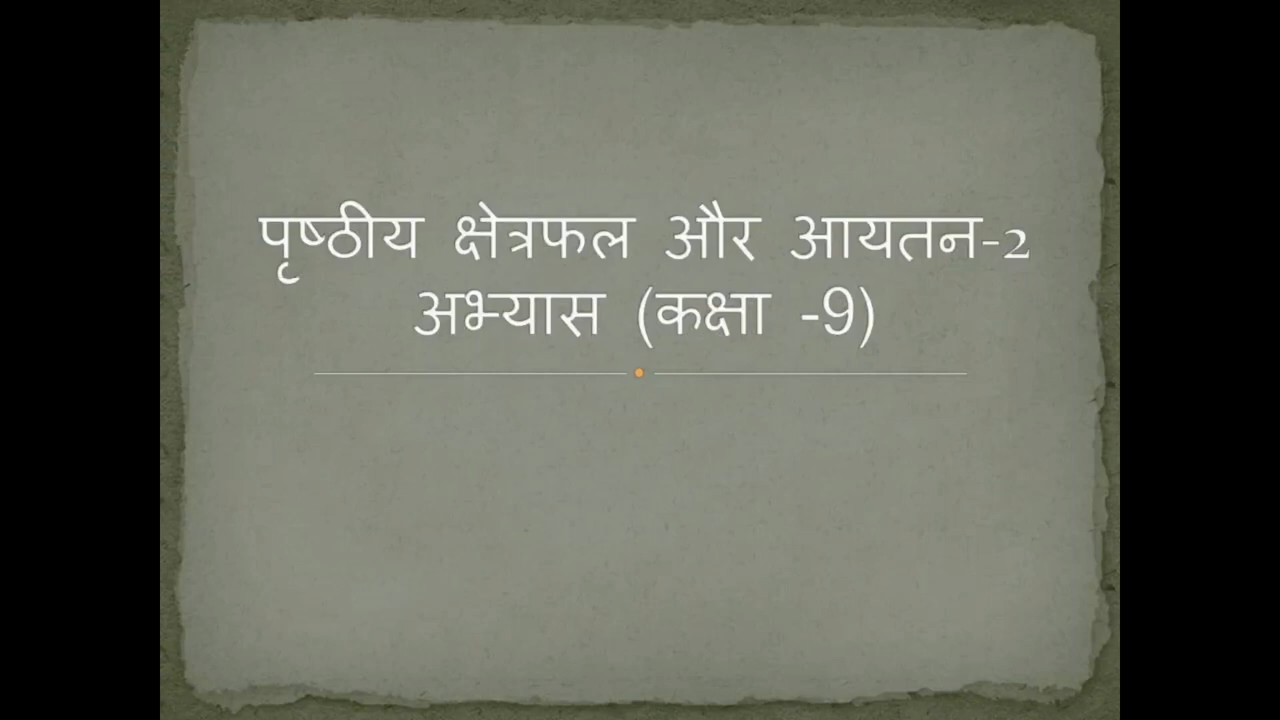 पृष्ठीय क्षेत्रफल और आयतन-2
अभ्यास (कक्षा -9)